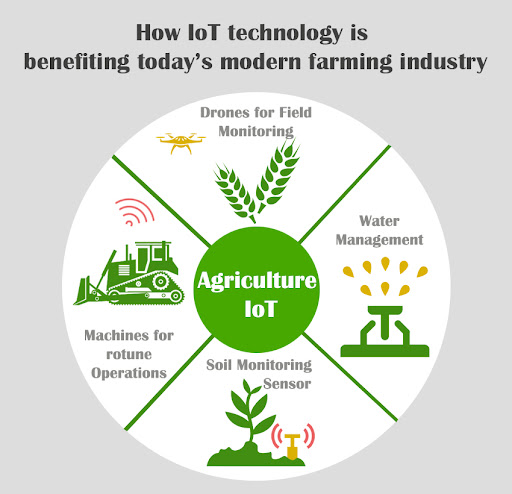 How IoT technology is
benefiting today's modern farming industry
Drones for Field
Monitoring
Water
Management
Agriculture
IoT
Machines for
rotune
Operations
Soil Monitoring
Sensor